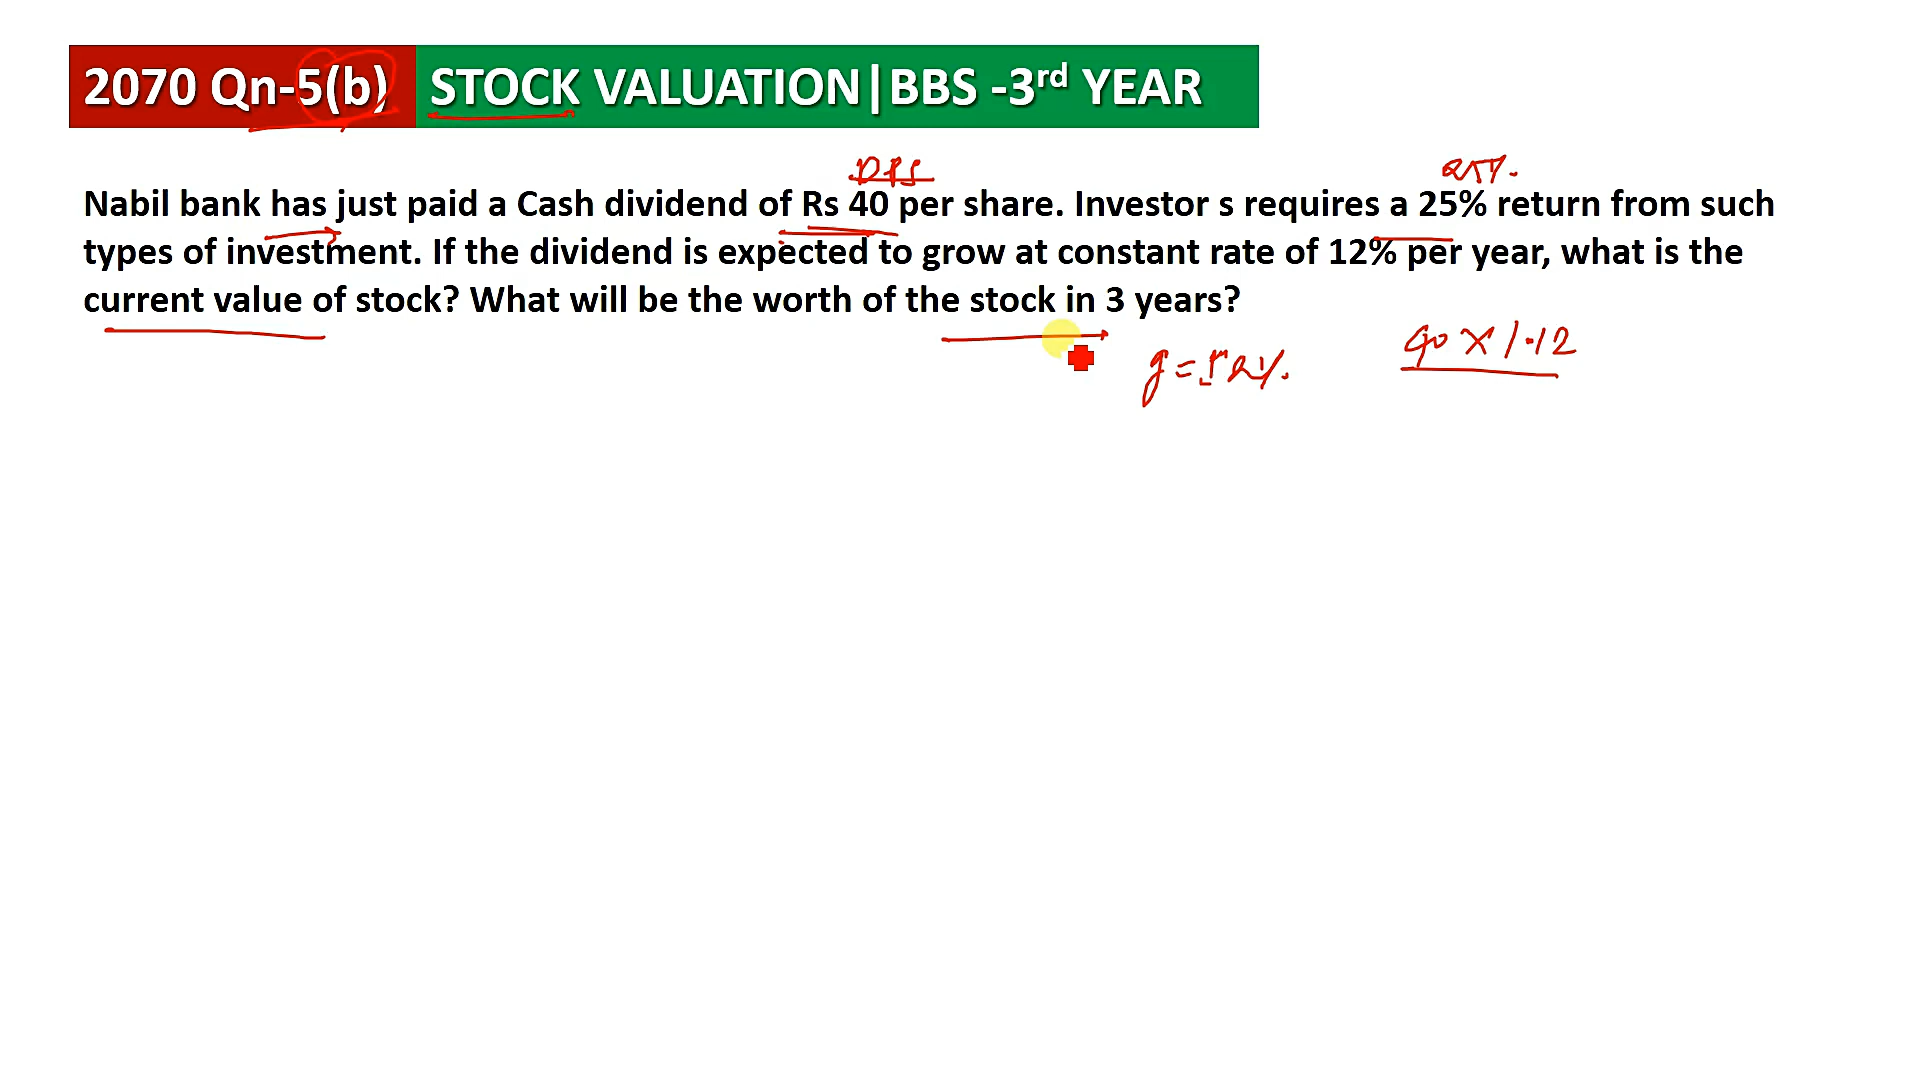 2070 Qn-5(b) STOCK VALUATION|BBS -3rd YEAR
DPS 25%.
Nabil bank has just paid a Cash dividend of Rs 40 per share. Investor s requires a 25% return from such
types of investment. If the dividend is expected to grow at constant rate of 12% per year, what is the
current value of stock? What will be the worth of the stock in 3 years?
g = 12%. 40 X 1.12